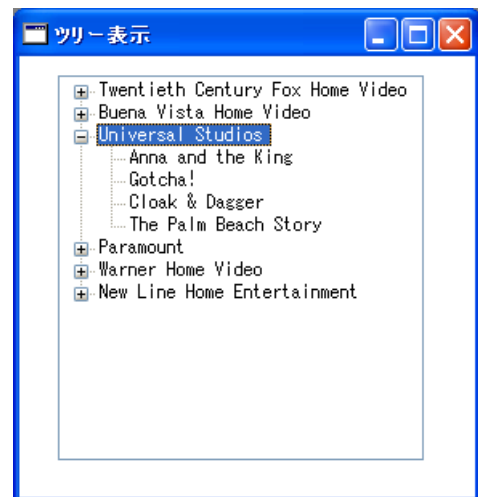 ツリー表示
Twentieth Century Fox Home Video
Buena Vista Home Video
Universal Studios
Anna and the King
Gotcha!
Cloak & Dagger
The Palm Beach Story
Paramount
Warner Home Video
New Line Home Entertainment